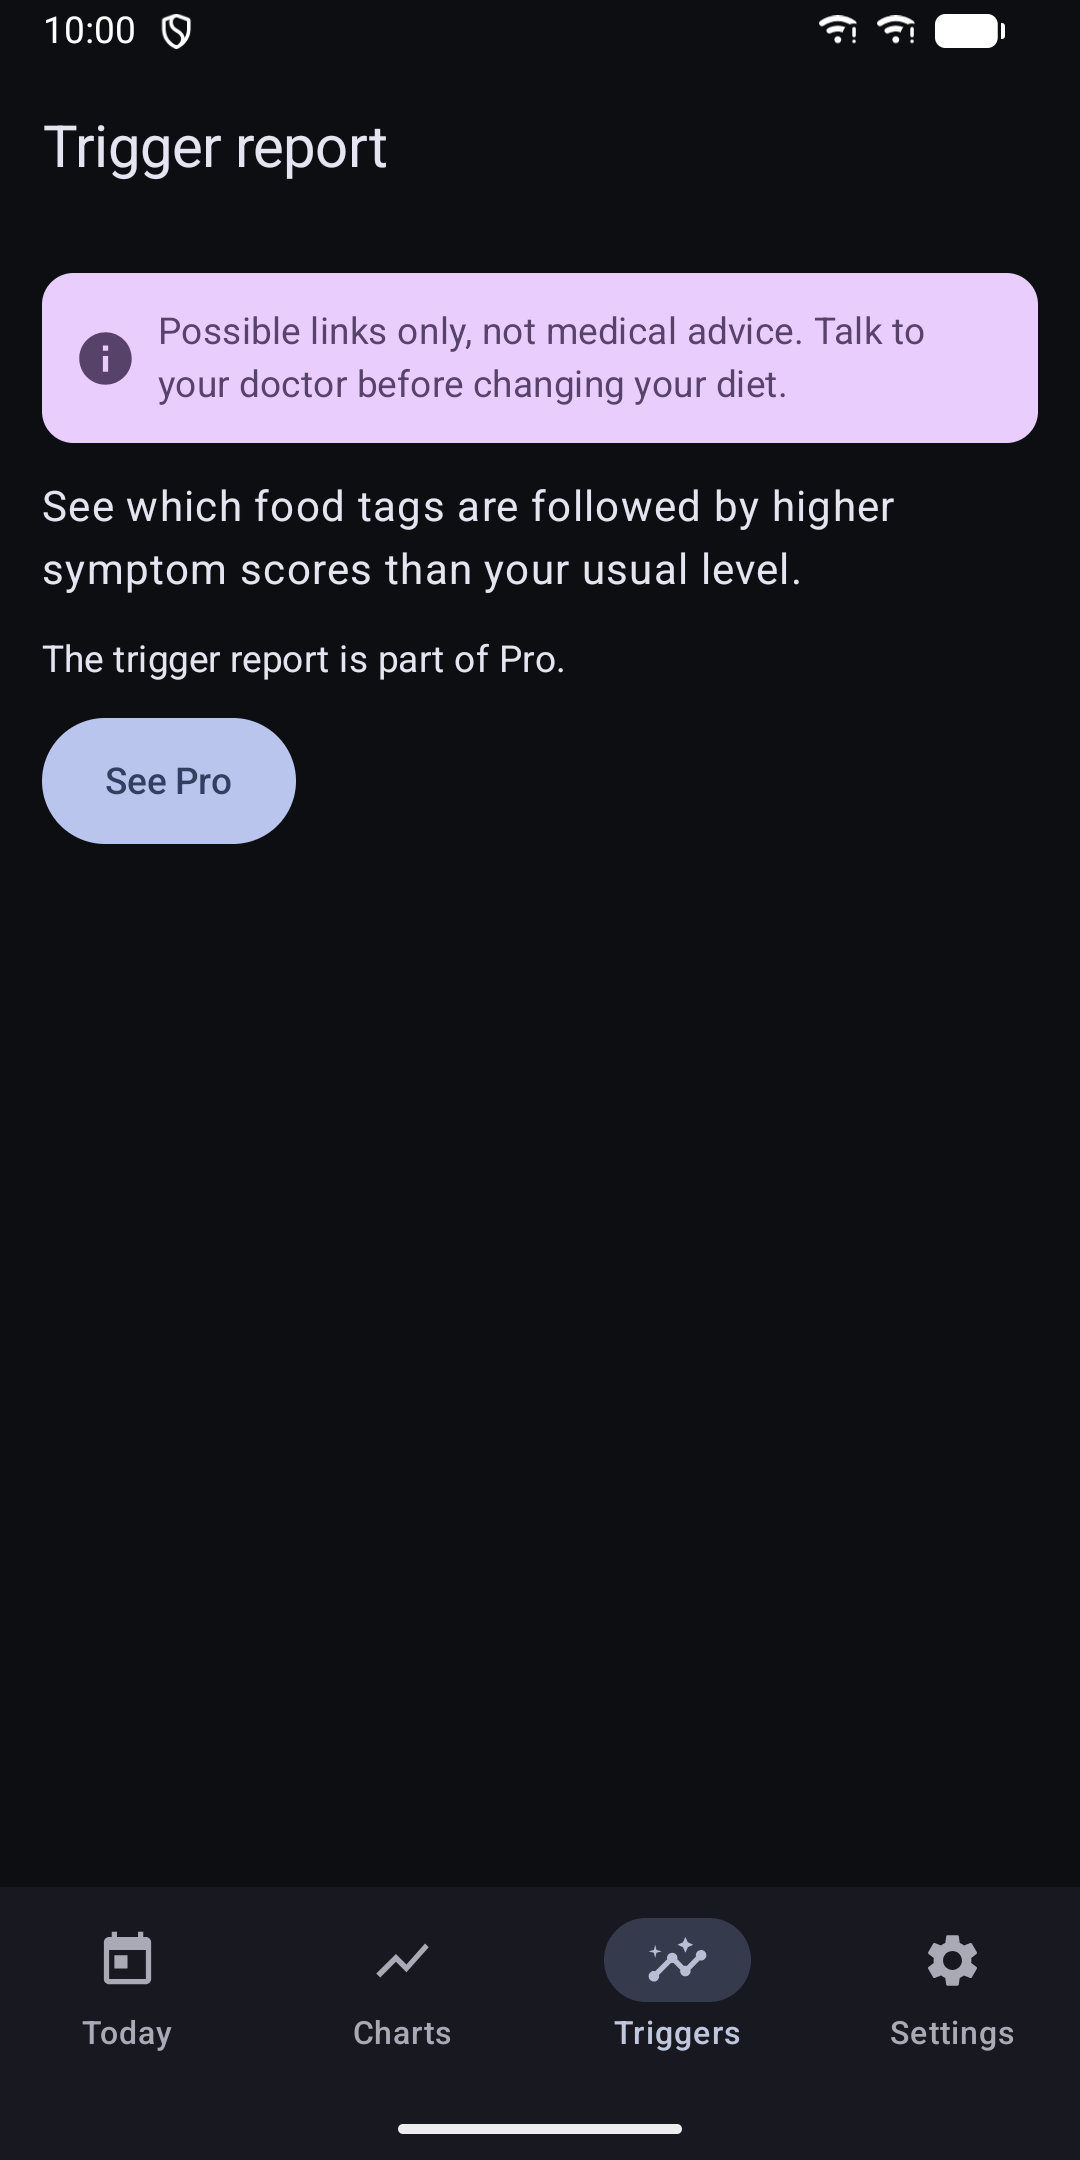 10:00
Trigger report
Possible links only, not medical advice. Talk to
your doctor before changing your diet.
See which food tags are followed by higher
symptom scores than your usual level.
The trigger report is part of Pro.
See Pro
Today
Charts
Triggers
Settings